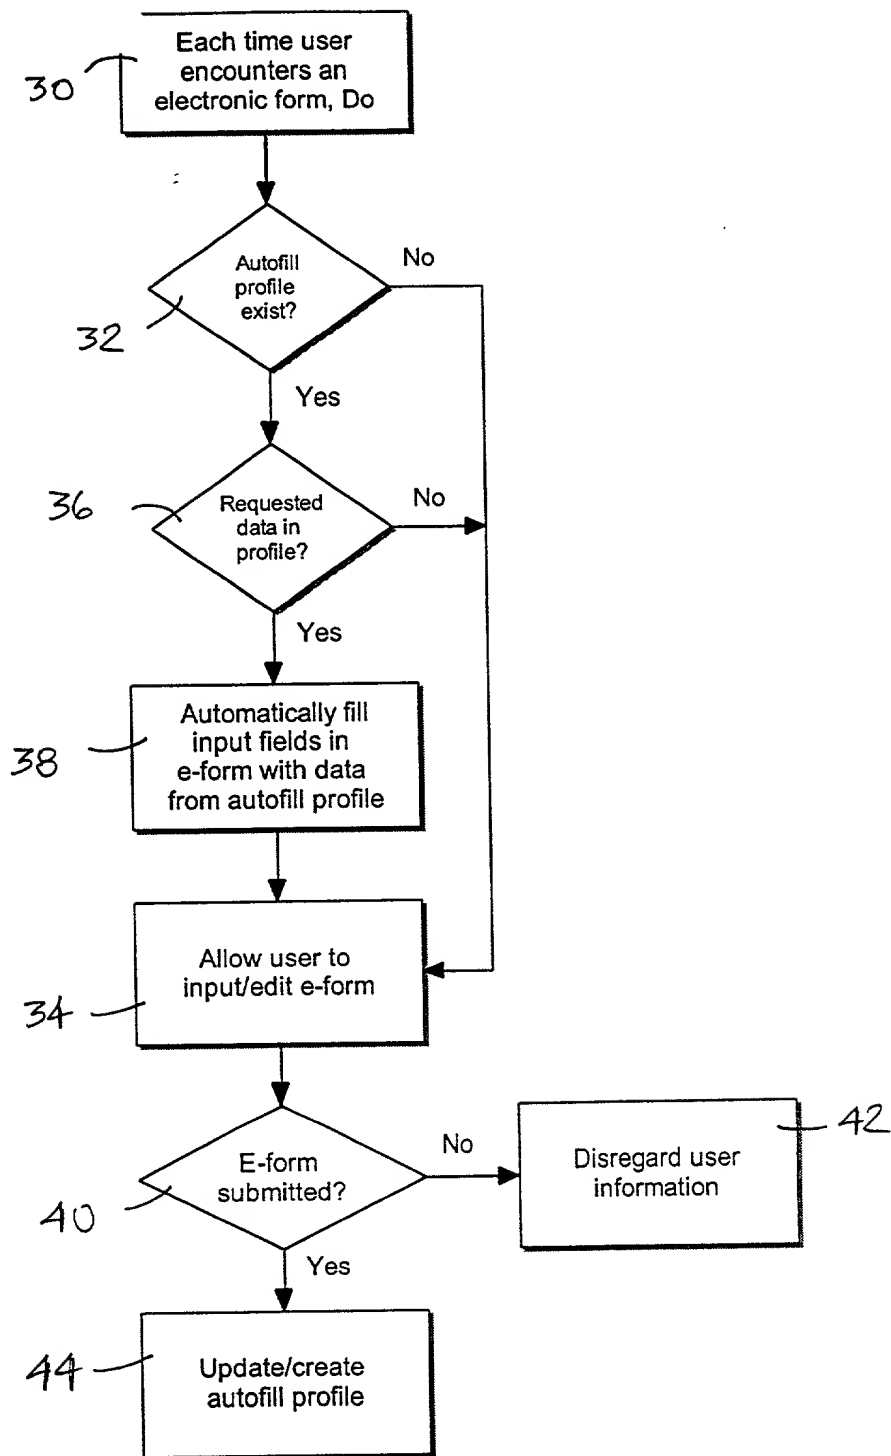 Each time user
encounters an
electronic form, Do
30
Autofill
profile
exist?
No
32
Yes
Requested
data in
profile?
No
36
Yes
Automatically fill
input fields in
e-form with data
from autofill profile
38
Allow user to
input/edit e-form
34
E-form
submitted?
No
40
Disregard user
information
42
Yes
Update/create
autofill profile
44